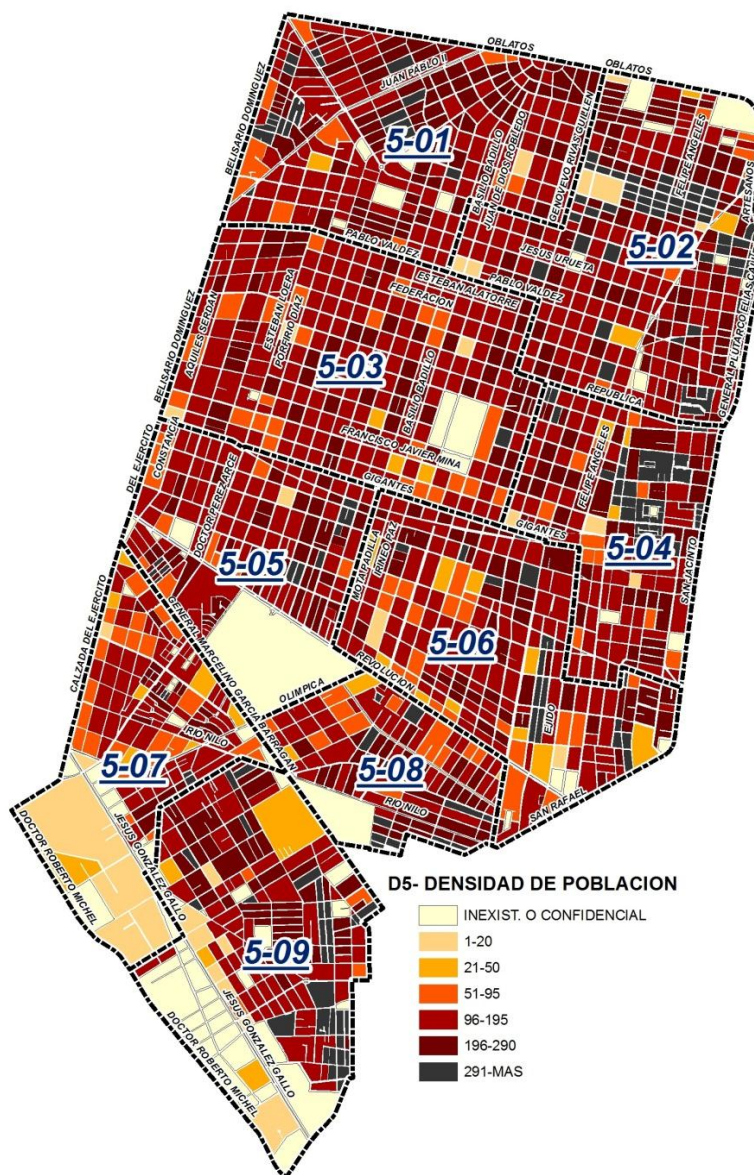 OBLATOS
OBLATOS
JUAN PABLO II
BELISARIO DOMINGUEZ
5-01
BASILIO BADILLO
JUAN DE DIOS ROBLEDO
GENOVEVO RIVAS GUILLEN
FELIPE ANGELES
ARTESANOS
5-02
PABLO VALDEZ
JESUS URUETA
PABLO VALDEZ
ESTEBAN ALATORRE
FEDERACION
GENERAL PLUTARCO ELIAS CALLES
BELISARIO DOMINGUEZ
AQUILES SERDAN
ESTEBAN LOERA
PORFIRIO DIAZ
5-03
BASILIO BADILLO
REPUBLICA
FRANCISCO JAVIER MINA
GIGANTES
FELIPE ANGELES
GIGANTES
DEL EJERCITO
CONSTANCIA
DOCTOR PEREZ ARCE
5-04
SAN JACINTO
5-05
MOTA PADILLA
IRINEO PAZ
5-06
GENERAL MARCELINO GARCIA BARRAGAN
REVOLUCION
OLIMPICA
CALZADA DEL EJERCITO
EJIDO
RIO NILO
5-07
5-08
RIO NILO
SAN RAFAEL
DOCTOR ROBERTO MICHEL
JESUS GONZALEZ GALLO
5-09
JESUS GONZALEZ GALLO
DOCTOR ROBERTO MICHEL
D5- DENSIDAD DE POBLACION
INEXIST. O CONFIDENCIAL
1-20
21-50
51-95
96-195
196-290
291-MAS